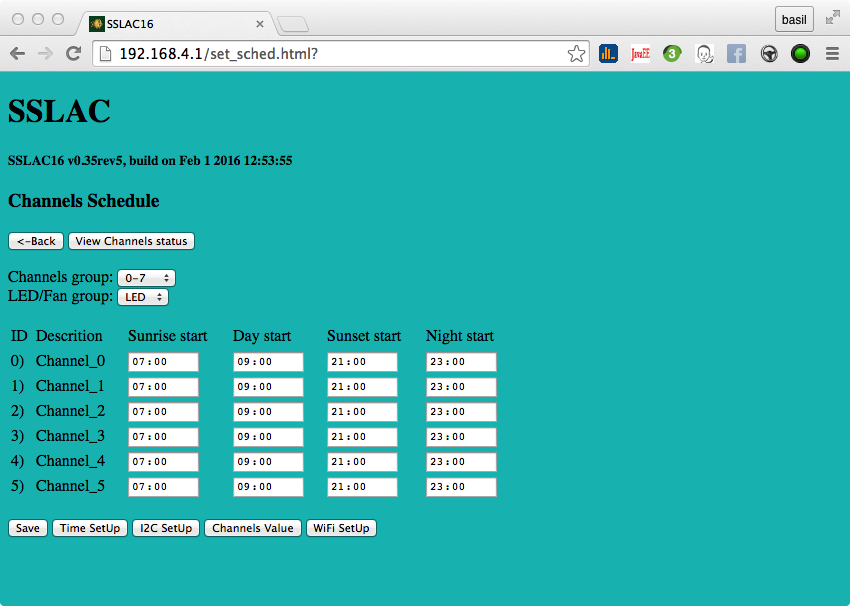 SSLAC16
basil
192.168.4.1/set_sched.html?
JavaEE 3
SSLAC
SSLAC16 v0.35rev5, build on Feb 1 2016 12:53:55
Channels Schedule
<-Back View Channels status
Channels group: 0-7
LED/Fan group: LED
ID Descrition Sunrise start Day start Sunset start Night start
0) Channel_0 07:00 09:00 21:00 23:00
1) Channel_1 07:00 09:00 21:00 23:00
2) Channel_2 07:00 09:00 21:00 23:00
3) Channel_3 07:00 09:00 21:00 23:00
4) Channel_4 07:00 09:00 21:00 23:00
5) Channel_5 07:00 09:00 21:00 23:00
Save Time SetUp I2C SetUp Channels Value WiFi SetUp